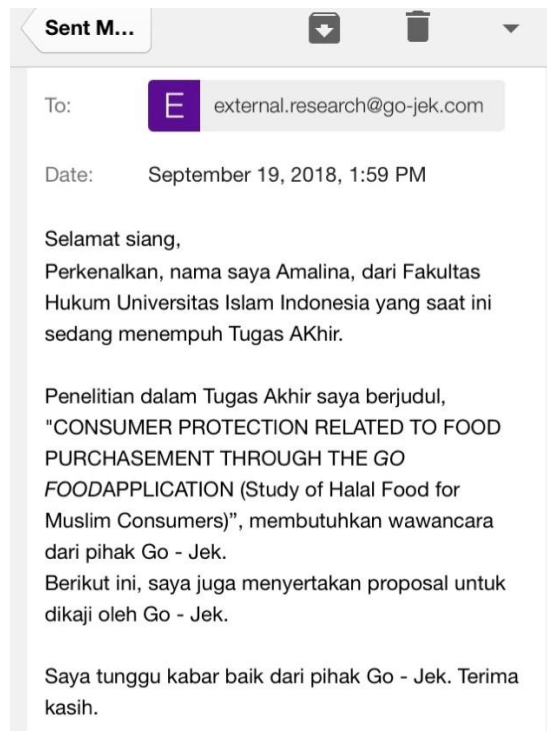 Sent M...
To:
E
external.research@go-jek.com
Date:
September 19, 2018, 1:59 PM
Selamat siang,
Perkenalkan, nama saya Amalina, dari Fakultas
Hukum Universitas Islam Indonesia yang saat ini
sedang menempuh Tugas AKhir.
Penelitian dalam Tugas Akhir saya berjudul,
"CONSUMER PROTECTION RELATED TO FOOD
PURCHASEMENT THROUGH THE GO
FOODAPPLICATION (Study of Halal Food for
Muslim Consumers)”, membutuhkan wawancara
dari pihak Go - Jek.
Berikut ini, saya juga menyertakan proposal untuk
dikaji oleh Go - Jek.
Saya tunggu kabar baik dari pihak Go - Jek. Terima
kasih.